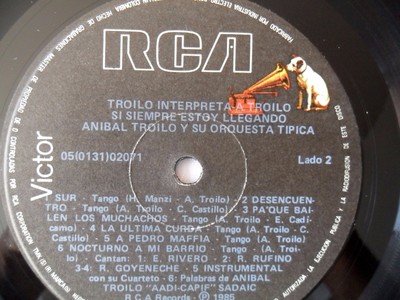 RCA
Victor
TROILO INTERPRETA A TROILO
SI SIEMPRE ESTOY LLEGANDO
ANIBAL TROILO Y SU ORQUESTA TIPICA
05(0131)02071
Lado 2
1 SUR - Tango (H. Manzi - A. Troilo) - 2 DESENCUEN-
TRO - Tango (A. Troilo - C. Castillo) - 3 PA'QUE BAI-
LEN LOS MUCHACHOS - Tango (A. Troilo - E. Cadí-
camo) - 4 LA ULTIMA CURDA - Tango (A. Troilo -
C. Castillo) 5 A PEDRO MAFFIA - Tango (A. Troi-
lo) - 6 NOCTURNO A MI BARRIO - Tango (A. Troi-
lo) - Cantan: 1: E. RIVERO - 2: R. RUFINO
3-4: R. GOYENECHE - 5 INSTRUMENTAL
con su Cuarteto - 6: Palabras de ANIBAL
TROILO "AADI-CAPIF" SADAIC
RCA Records - ℗ 1985